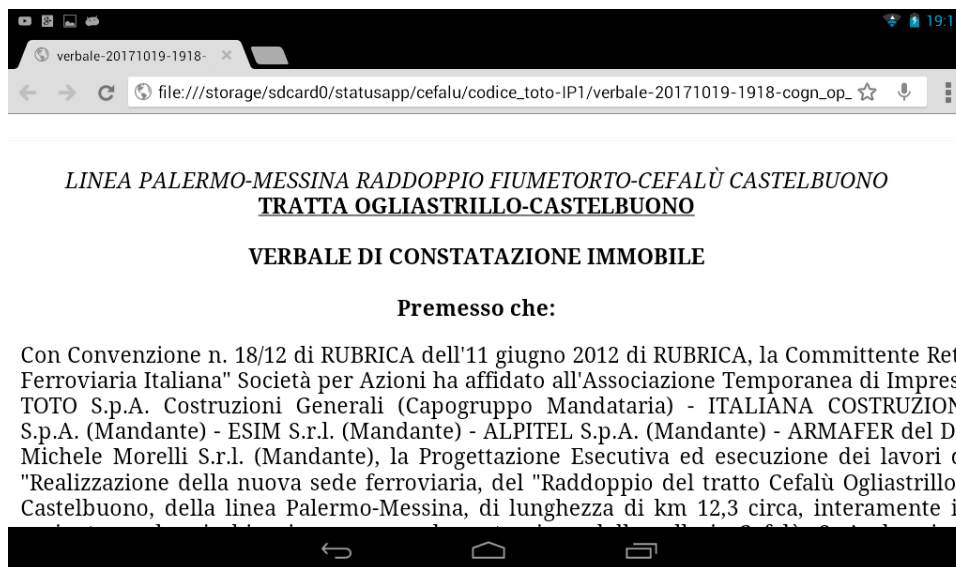 19:1
verbale-20171019-1918-
file:///storage/sdcard0/statusapp/cefalu/codice_toto-IP1/verbale-20171019-1918-cogn_op_
LINEA PALERMO-MESSINA RADDOPPIO FIUMETORTO-CEFALÙ CASTELBUONO
TRATTA OGLIASTRILLO-CASTELBUONO
VERBALE DI CONSTATAZIONE IMMOBILE
Premesso che:
Con Convenzione n. 18/12 di RUBRICA dell'11 giugno 2012 di RUBRICA, la Committente Ret
Ferroviaria Italiana" Società per Azioni ha affidato all'Associazione Temporanea di Impres
TOTO S.p.A. Costruzioni Generali (Capogruppo Mandataria) - ITALIANA COSTRUZION
S.p.A. (Mandante) - ESIM S.r.l. (Mandante) - ALPITEL S.p.A. (Mandante) - ARMAFER del D
Michele Morelli S.r.l. (Mandante), la Progettazione Esecutiva ed esecuzione dei lavori d
"Realizzazione della nuova sede ferroviaria, del "Raddoppio del tratto Cefalù Ogliastrillo
Castelbuono, della linea Palermo-Messina, di lunghezza di km 12,3 circa, interamente i